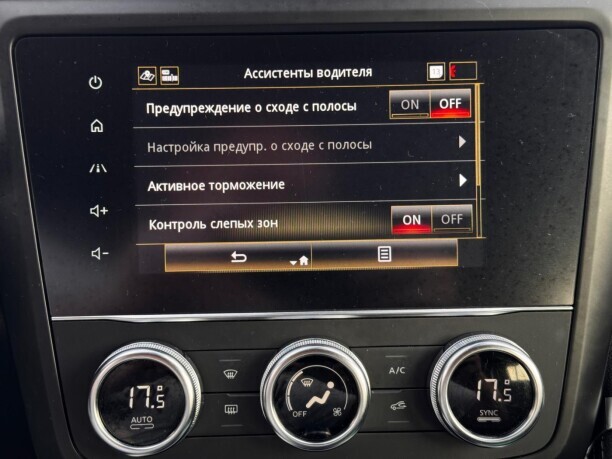 Ассистенты водителя
Предупреждение о сходе с полосы ON OFF
Настройка предупр. о сходе с полосы
Активное торможение
Контроль слепых зон ON OFF
17.5 AUTO
OFF
A/C
17.5 SYNC